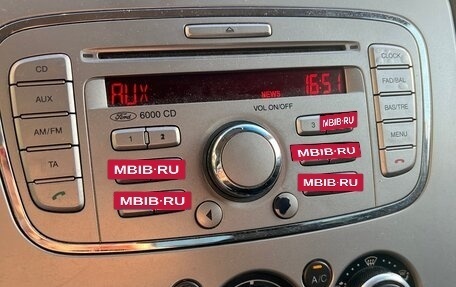 CD
AUX
AM/FM
TA
AUX
NEWS
16:51
Ford
6000 CD
VOL ON/OFF
1
2
3
MBIB·RU
MBIB·RU
MBIB·RU
MBIB·RU
MBIB·RU
CLOCK
FAD/BAL
BAS/TRE
MENU
A/C